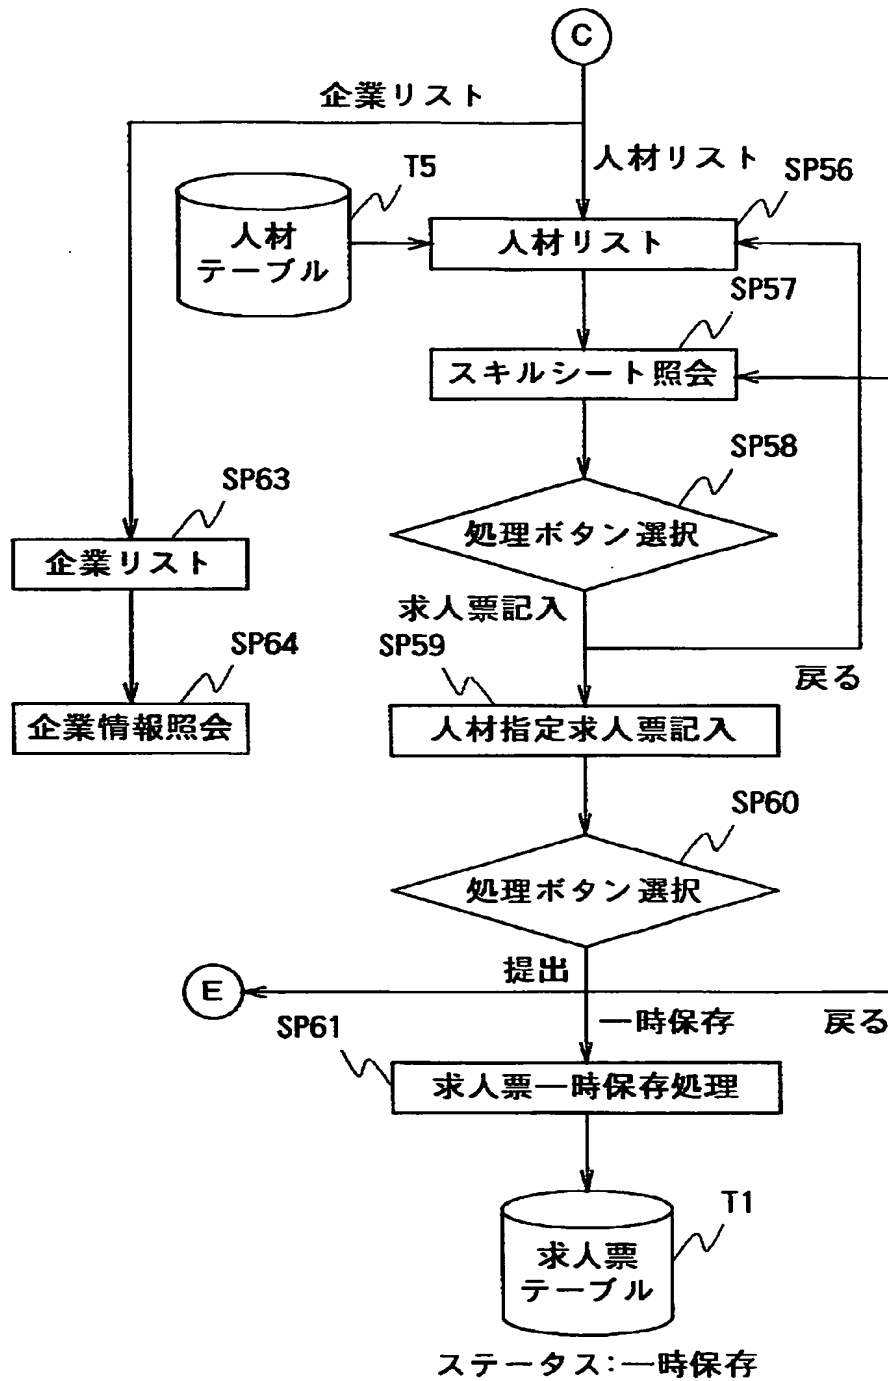 C
企業リスト
人材リスト
T5
SP56
人材
テーブル
人材リスト
SP57
スキルシート照会
SP58
処理ボタン選択
SP63
企業リスト
求人票記入
戻る
SP64
企業情報照会
SP59
人材指定求人票記入
SP60
処理ボタン選択
提出
E
一時保存
戻る
SP61
求人票一時保存処理
T1
求人票
テーブル
ステータス:一時保存